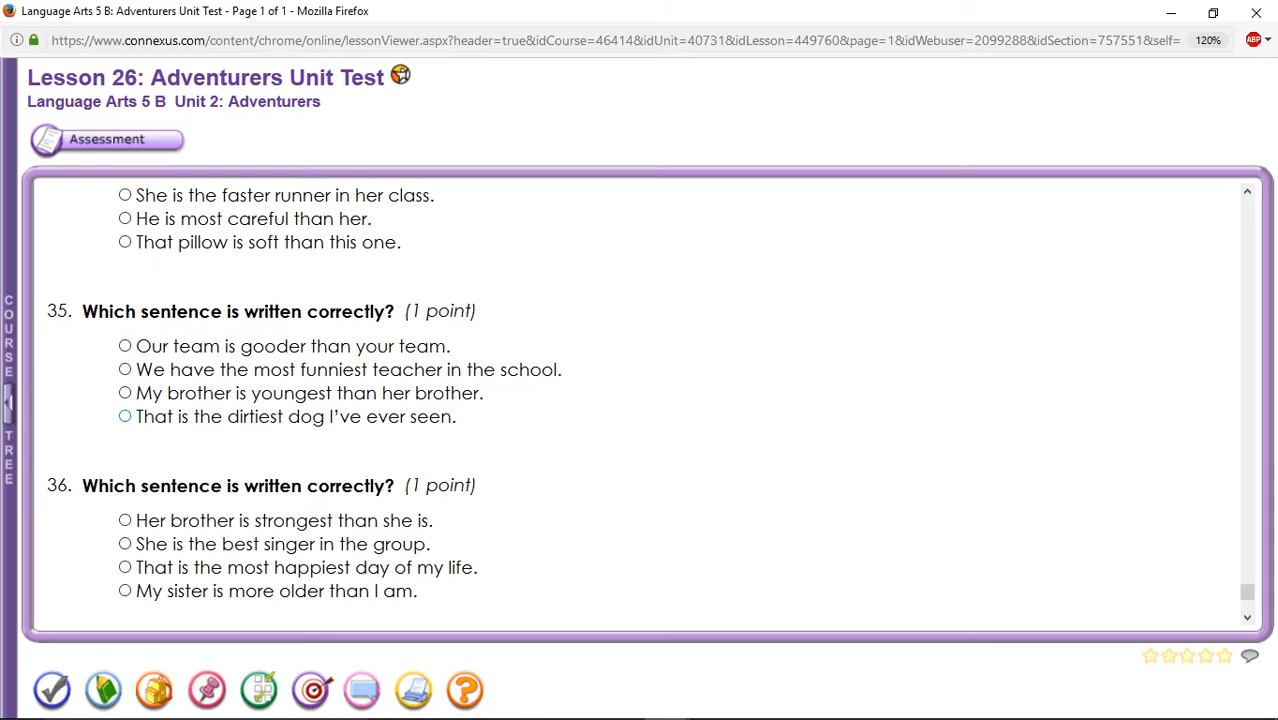 Language Arts 5 B: Adventurers Unit Test - Page 1 of 1 - Mozilla Firefox
https://www.connexus.com/content/chrome/online/lessonViewer.aspx?header=true&idCourse=46414&idUnit=40731&idLesson=449760&page=1&idWebuser=2099288&idSection=757551&self= 120% ABP
Lesson 26: Adventurers Unit Test
Language Arts 5 B Unit 2: Adventurers
Assessment
She is the faster runner in her class.
He is most careful than her.
That pillow is soft than this one.
35. Which sentence is written correctly? (1 point)
Our team is gooder than your team.
We have the most funniest teacher in the school.
My brother is youngest than her brother.
That is the dirtiest dog I've ever seen.
36. Which sentence is written correctly? (1 point)
Her brother is strongest than she is.
She is the best singer in the group.
That is the most happiest day of my life.
My sister is more older than I am.
COURSE TREE